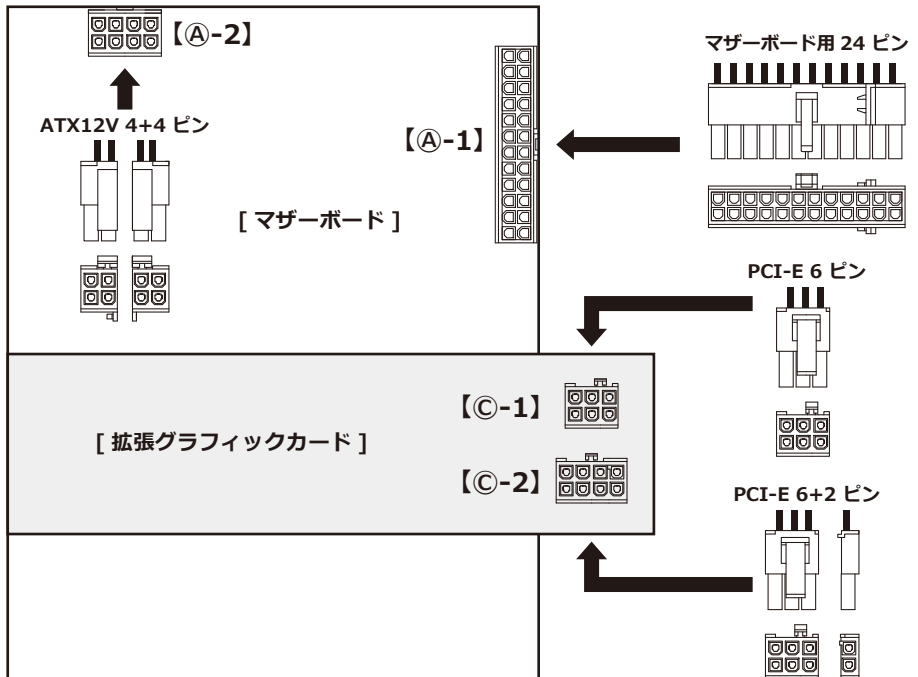 【Ⓐ-2】
マザーボード用 24 ピン
ATX12V 4+4 ピン
【Ⓐ-1】
[ マザーボード ]
PCI-E 6 ピン
【Ⓒ-1】
[ 拡張グラフィックカード ]
【Ⓒ-2】
PCI-E 6+2 ピン